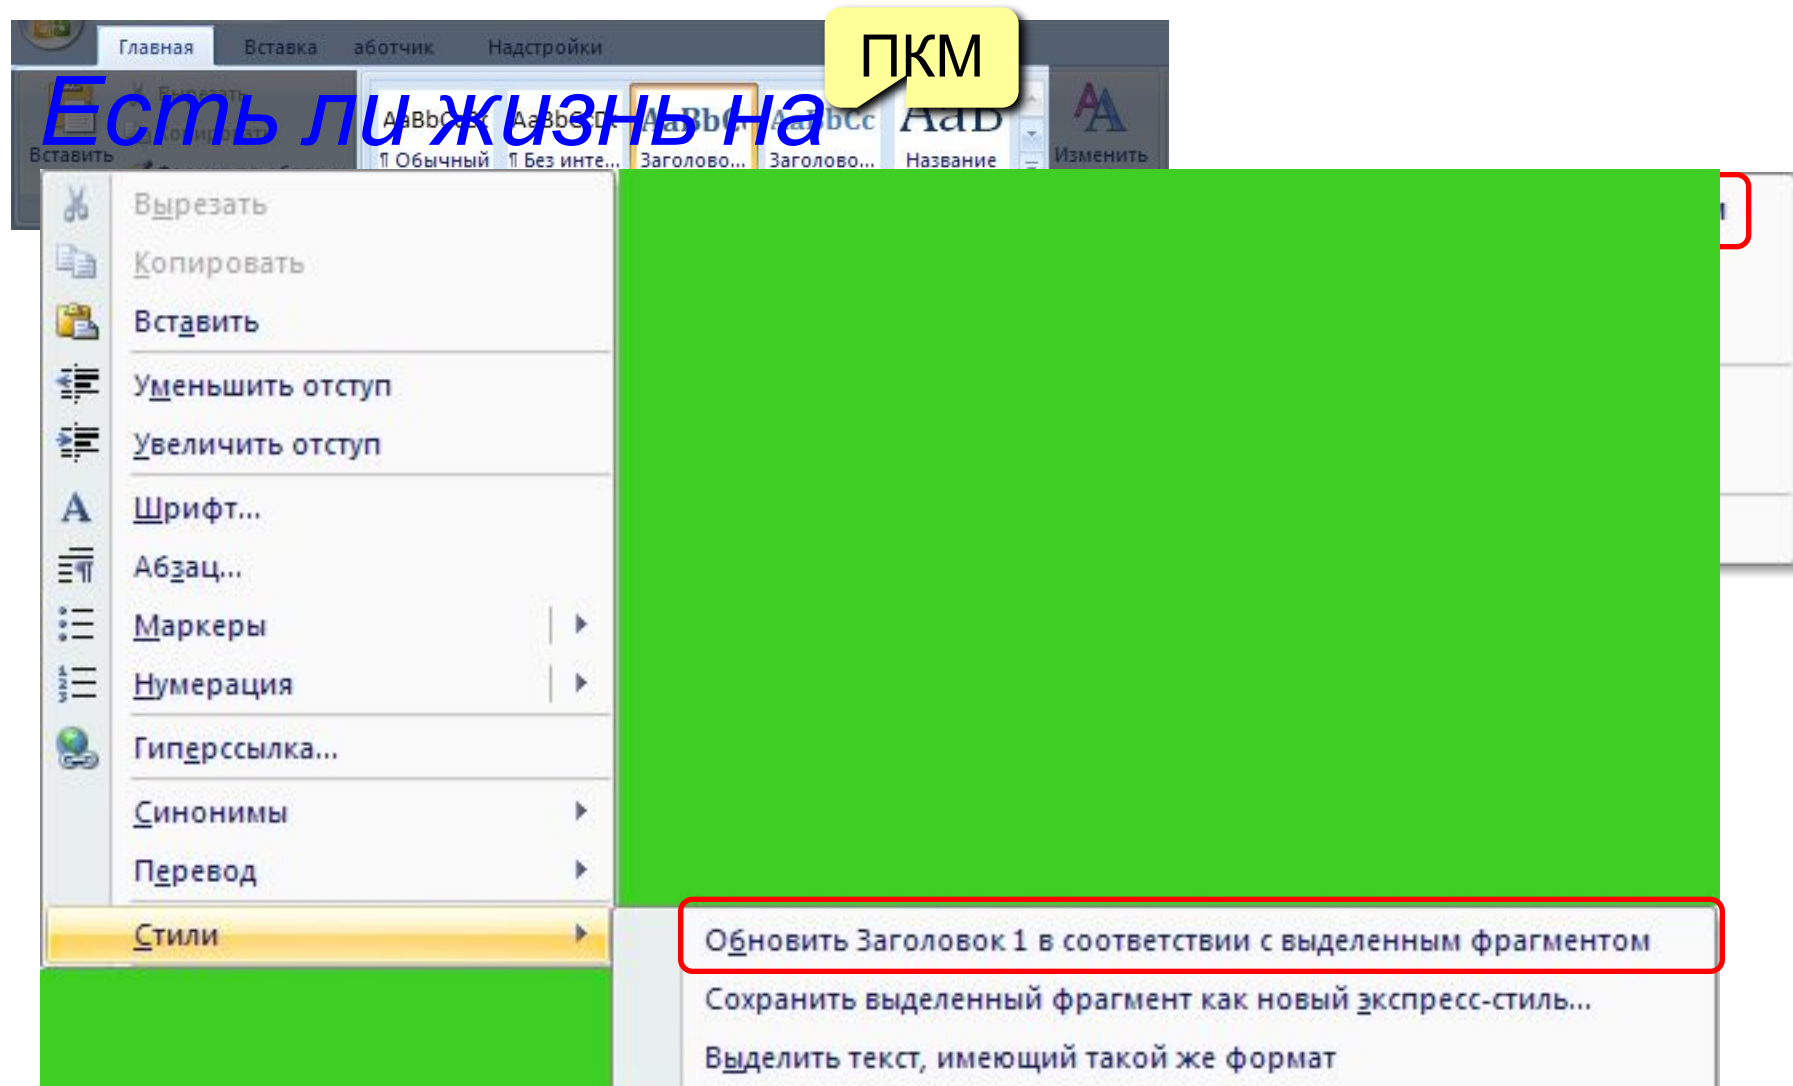 Главная Вставка аботчик Надстройки
ПКМ
Вырезать
Есть ли жизнь на
Копировать
Вставить
¶ Обычный ¶ Без инте... Заголово... Заголово... Название Изменить
Вырезать
Копировать
Вставить
Уменьшить отступ
Увеличить отступ
Шрифт...
Абзац...
Маркеры
Нумерация
Гиперссылка...
Синонимы
Перевод
Стили
Обновить Заголовок 1 в соответствии с выделенным фрагментом
Сохранить выделенный фрагмент как новый экспресс-стиль...
Выделить текст, имеющий такой же формат